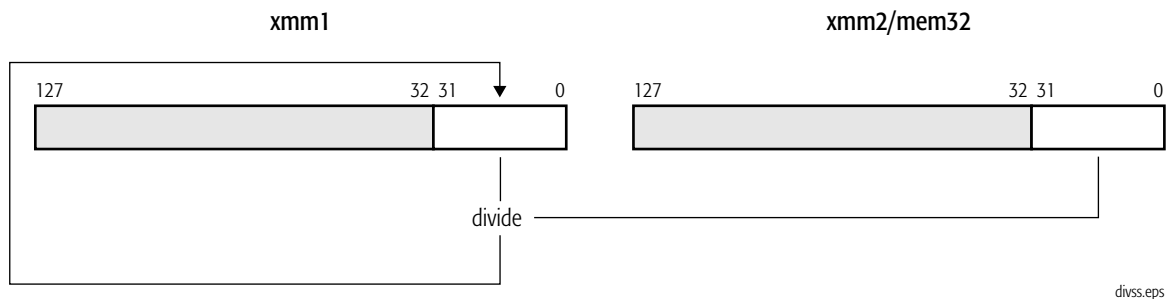 xmm1 xmm2/mem32
127 32 31 0 127 32 31 0
divide
divss.eps